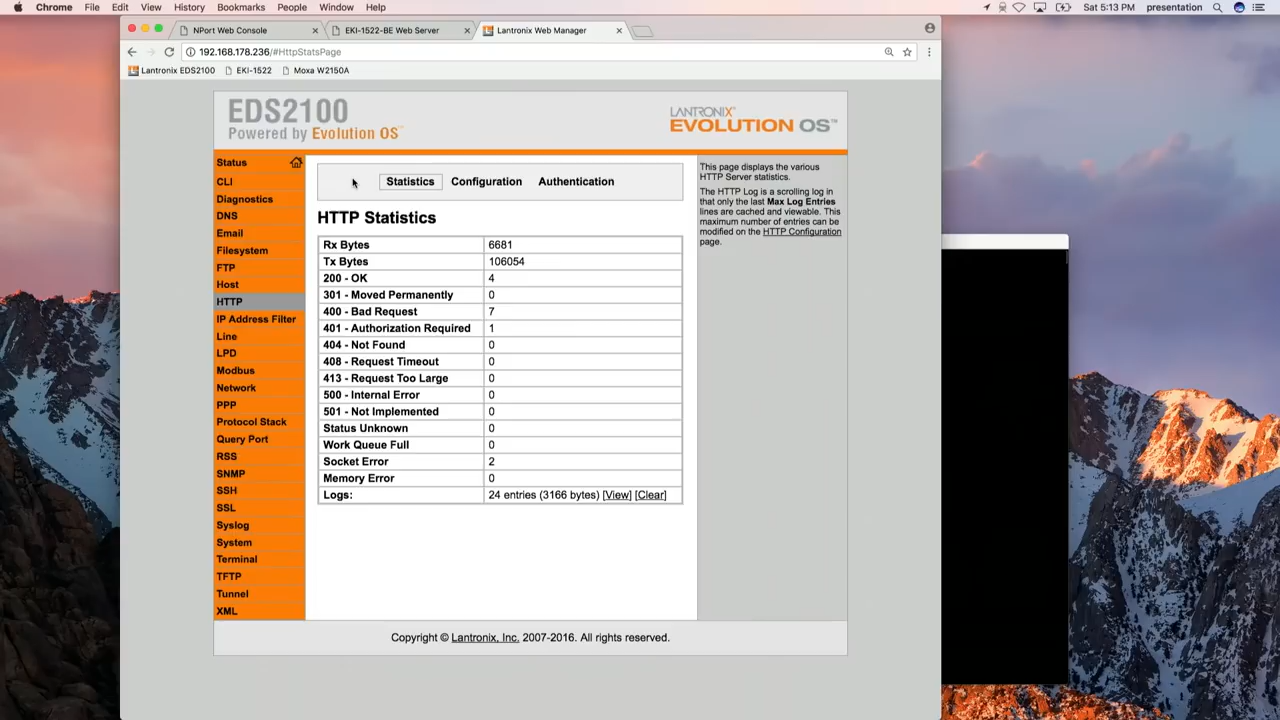 Chrome File Edit View History Bookmarks People Window Help
Sat 5:13 PM presentation
NPort Web Console
EKI-1522-BE Web Server
Lantronix Web Manager
192.168.178.236/#HttpStatsPage
Lantronix EDS2100 EKI-1522 Moxa W2150A
EDS2100
Powered by Evolution OS™
LANTRONIX®
EVOLUTION OS™
Status
CLI
Diagnostics
DNS
Email
Filesystem
FTP
Host
HTTP
IP Address Filter
Line
LPD
Modbus
Network
PPP
Protocol Stack
Query Port
RSS
SNMP
SSH
SSL
Syslog
System
Terminal
TFTP
Tunnel
XML
Statistics Configuration Authentication
HTTP Statistics
Rx Bytes 6681
Tx Bytes 106054
200 - OK 4
301 - Moved Permanently 0
400 - Bad Request 7
401 - Authorization Required 1
404 - Not Found 0
408 - Request Timeout 0
413 - Request Too Large 0
500 - Internal Error 0
501 - Not Implemented 0
Status Unknown 0
Work Queue Full 0
Socket Error 2
Memory Error 0
Logs: 24 entries (3166 bytes) [View] [Clear]
This page displays the various
HTTP Server statistics.
The HTTP Log is a scrolling log in
that only the last Max Log Entries
lines are cached and viewable. This
maximum number of entries can be
modified on the HTTP Configuration
page.
Copyright © Lantronix, Inc. 2007-2016. All rights reserved.